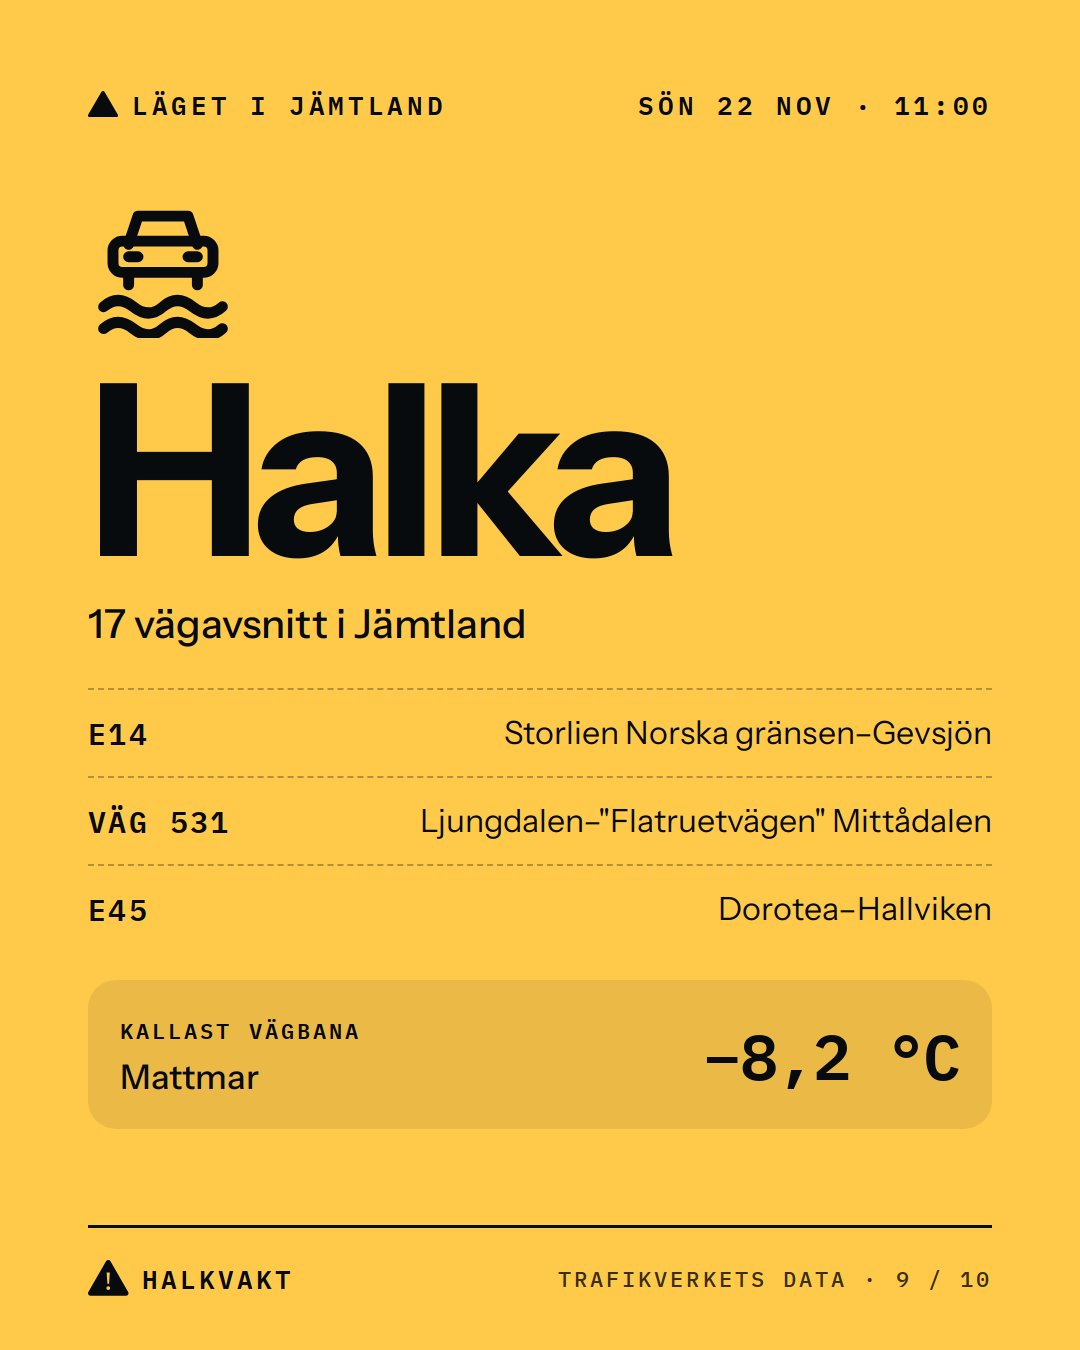 LÄGET I JÄMTLAND
SÖN 22 NOV · 11:00
Halka
17 vägavsnitt i Jämtland
E14 Storlien Norska gränsen–Gevsjön
VÄG 531 Ljungdalen–"Flatruetvägen" Mittådalen
E45 Dorotea–Hallviken
KALLAST VÄGBANA
Mattmar
−8,2 °C
HALKVAKT
TRAFIKVERKETS DATA · 9 / 10